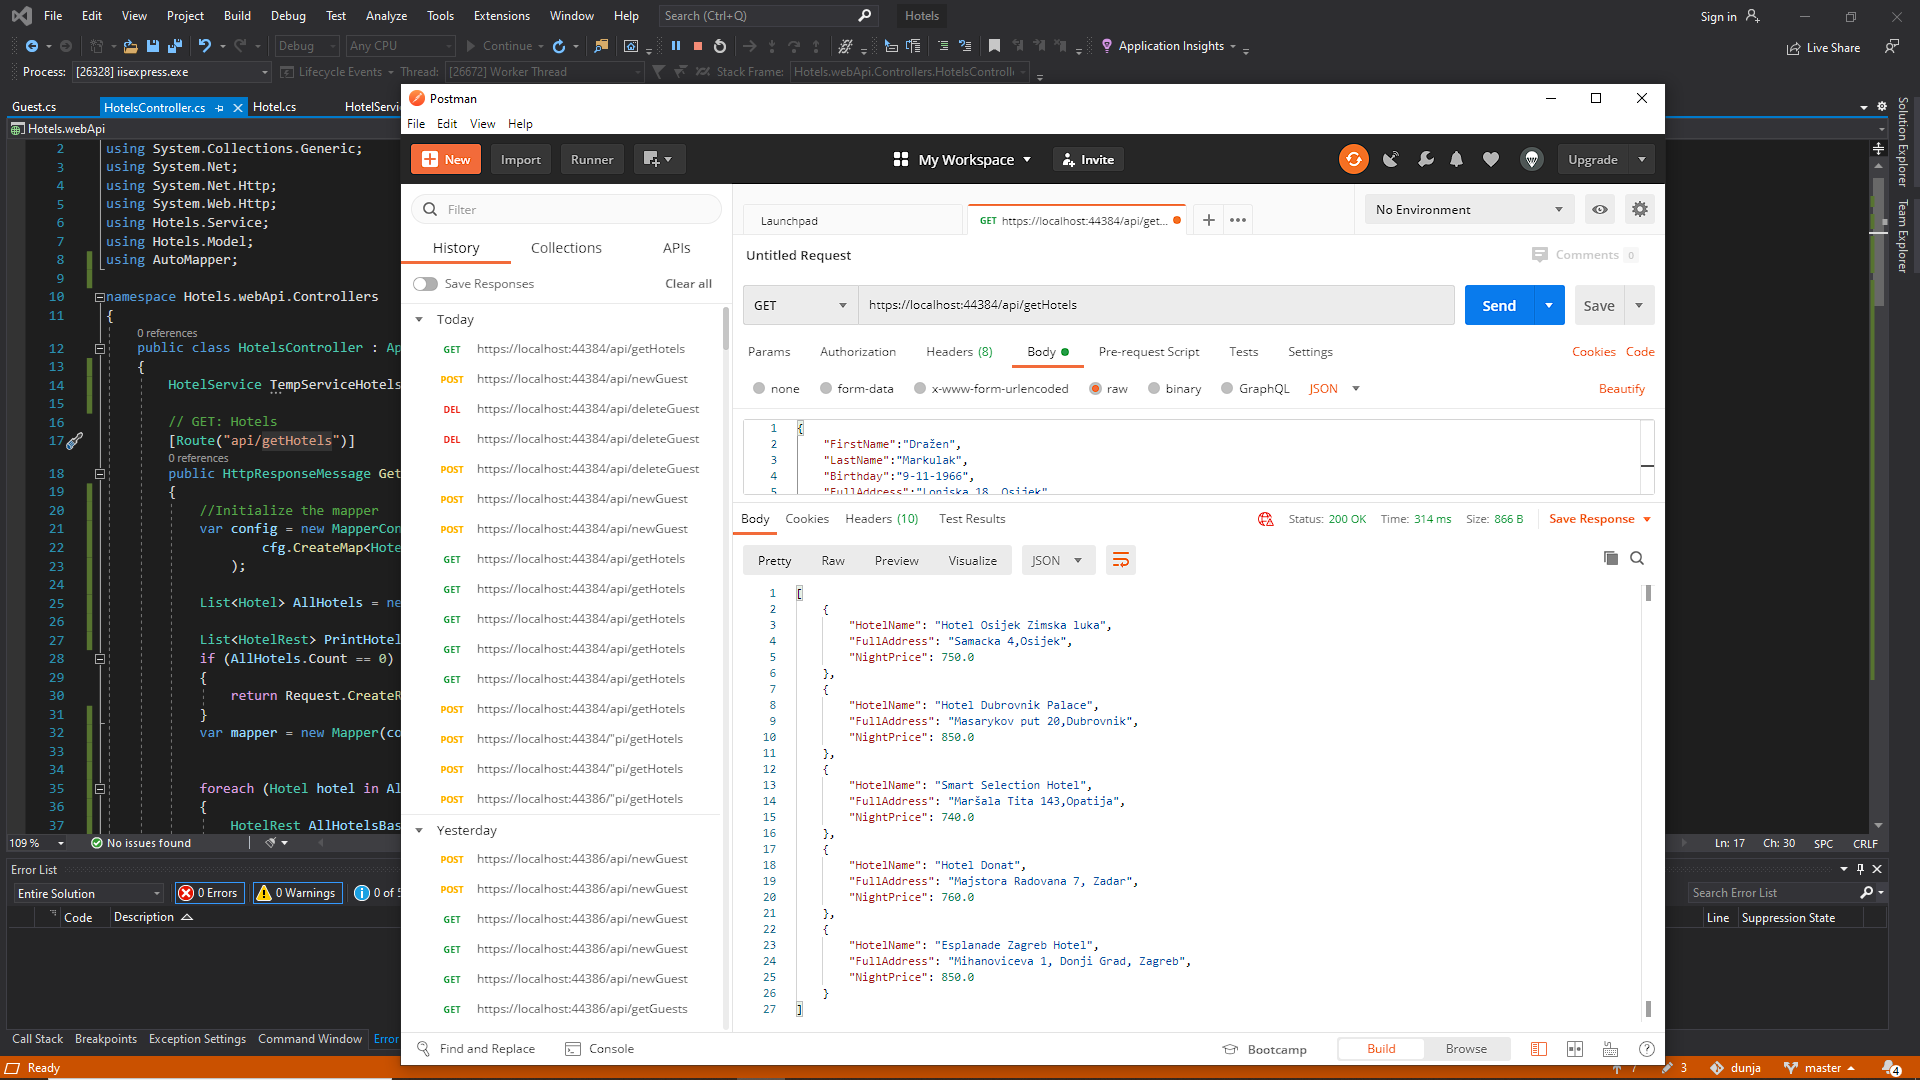 File Edit View Project Build Debug Test Analyze Tools Extensions Window Help Search (Ctrl+Q) Hotels Sign in
Debug Any CPU Continue Application Insights Live Share
Process: [26328] iisexpress.exe Lifecycle Events Thread: [26672] Worker Thread Stack Frame: Hotels.webApi.Controllers.HotelsControll
Guest.cs HotelsController.cs Hotel.cs HotelServi
Hotels.webApi
2 using System.Collections.Generic;
3 using System.Net;
4 using System.Net.Http;
5 using System.Web.Http;
6 using Hotels.Service;
7 using Hotels.Model;
8 using AutoMapper;
9
10 namespace Hotels.webApi.Controllers
11 {
0 references
12 public class HotelsController : Ap
13 {
14 HotelService TempServiceHotels
15
16 // GET: Hotels
17 [Route("api/getHotels")]
0 references
18 public HttpResponseMessage Get
19 {
20 //Initialize the mapper
21 var config = new MapperCon
22 cfg.CreateMap<Hote
23 );
24
25 List<Hotel> AllHotels = ne
26
27 List<HotelRest> PrintHotel
28 if (AllHotels.Count == 0)
29 {
30 return Request.CreateR
31 }
32 var mapper = new Mapper(co
33
34
35 foreach (Hotel hotel in Al
36 {
37 HotelRest AllHotelsBas
109 % No issues found Ln: 17 Ch: 30 SPC CRLF
Error List
Entire Solution 0 Errors 0 Warnings 0 of 5 Search Error List
Code Description Line Suppression State
Call Stack Breakpoints Exception Settings Command Window Error
Ready 7 3 dunja master 4
Solution Explorer
Team Explorer
Postman
File Edit View Help
New Import Runner My Workspace Invite Upgrade
Filter
History Collections APIs
Save Responses Clear all
Today
GET https://localhost:44384/api/getHotels
POST https://localhost:44384/api/newGuest
DEL https://localhost:44384/api/deleteGuest
DEL https://localhost:44384/api/deleteGuest
POST https://localhost:44384/api/deleteGuest
POST https://localhost:44384/api/newGuest
POST https://localhost:44384/api/newGuest
GET https://localhost:44384/api/getHotels
GET https://localhost:44384/api/getHotels
GET https://localhost:44384/api/getHotels
GET https://localhost:44384/api/getHotels
GET https://localhost:44384/api/getHotels
POST https://localhost:44384/api/getHotels
POST https://localhost:44384/"pi/getHotels
POST https://localhost:44384/"pi/getHotels
POST https://localhost:44386/"pi/getHotels
Yesterday
POST https://localhost:44386/api/newGuest
POST https://localhost:44386/api/newGuest
GET https://localhost:44386/api/newGuest
GET https://localhost:44386/api/newGuest
GET https://localhost:44386/api/newGuest
GET https://localhost:44386/api/getGuests
Launchpad GET https://localhost:44384/api/get... No Environment
Untitled Request Comments 0
GET https://localhost:44384/api/getHotels Send Save
Params Authorization Headers (8) Body Pre-request Script Tests Settings Cookies Code
none form-data x-www-form-urlencoded raw binary GraphQL JSON Beautify
1 {
2 "FirstName":"Dražen",
3 "LastName":"Markulak",
4 "Birthday":"9-11-1966",
5 "FullAddress":"Lonjska 18, Osijek"
Body Cookies Headers (10) Test Results Status: 200 OK Time: 314 ms Size: 866 B Save Response
Pretty Raw Preview Visualize JSON
1 [
2 {
3 "HotelName": "Hotel Osijek Zimska luka",
4 "FullAddress": "Samacka 4,Osijek",
5 "NightPrice": 750.0
6 },
7 {
8 "HotelName": "Hotel Dubrovnik Palace",
9 "FullAddress": "Masarykov put 20,Dubrovnik",
10 "NightPrice": 850.0
11 },
12 {
13 "HotelName": "Smart Selection Hotel",
14 "FullAddress": "Maršala Tita 143,Opatija",
15 "NightPrice": 740.0
16 },
17 {
18 "HotelName": "Hotel Donat",
19 "FullAddress": "Majstora Radovana 7, Zadar",
20 "NightPrice": 760.0
21 },
22 {
23 "HotelName": "Esplanade Zagreb Hotel",
24 "FullAddress": "Mihanoviceva 1, Donji Grad, Zagreb",
25 "NightPrice": 850.0
26 }
27 ]
Find and Replace Console Bootcamp Build Browse